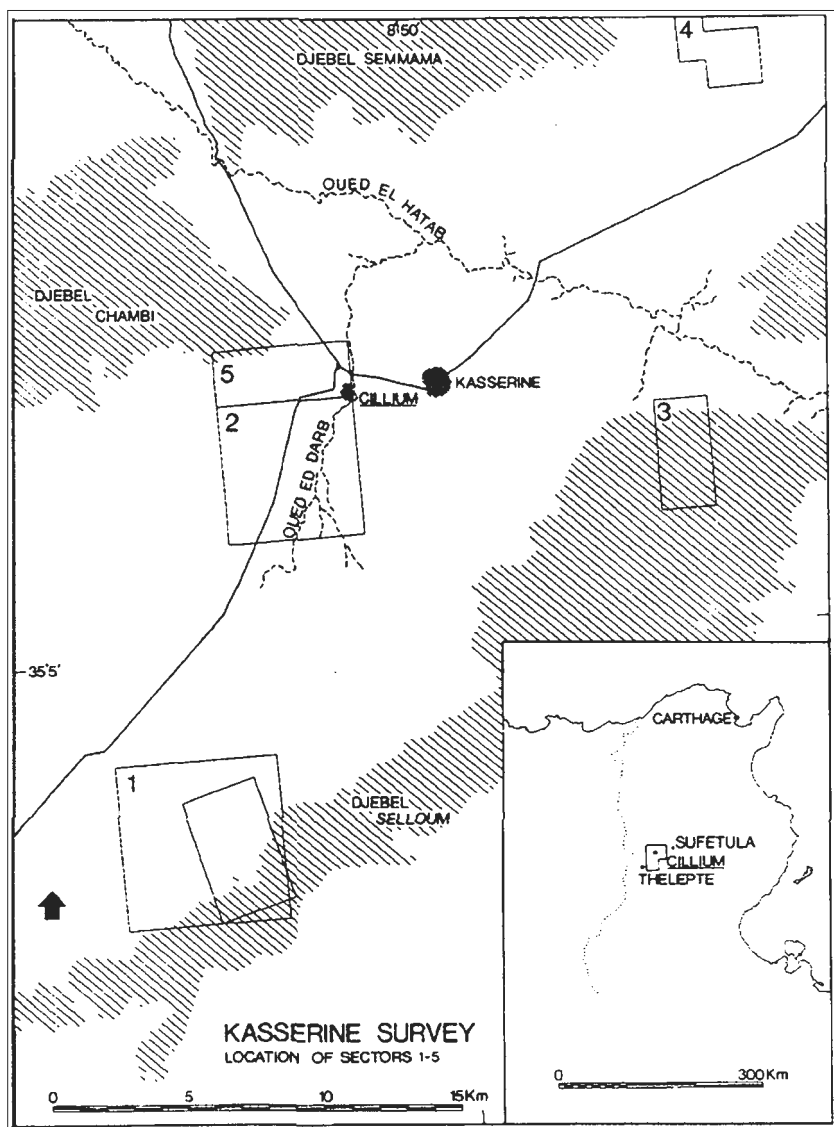 8°50'
4
DJEBEL SEMMAMA
OUED EL HATAB
DJEBEL
CHAMBI
5
KASSERINE
CILLIUM
2
3
OUED ED DARB
35°5'
CARTHAGE
1
DJEBEL
SELLOUM
SUFETULA
CILLIUM
THELEPTE
KASSERINE SURVEY
LOCATION OF SECTORS 1-5
0 5 10 15Km
0 300Km